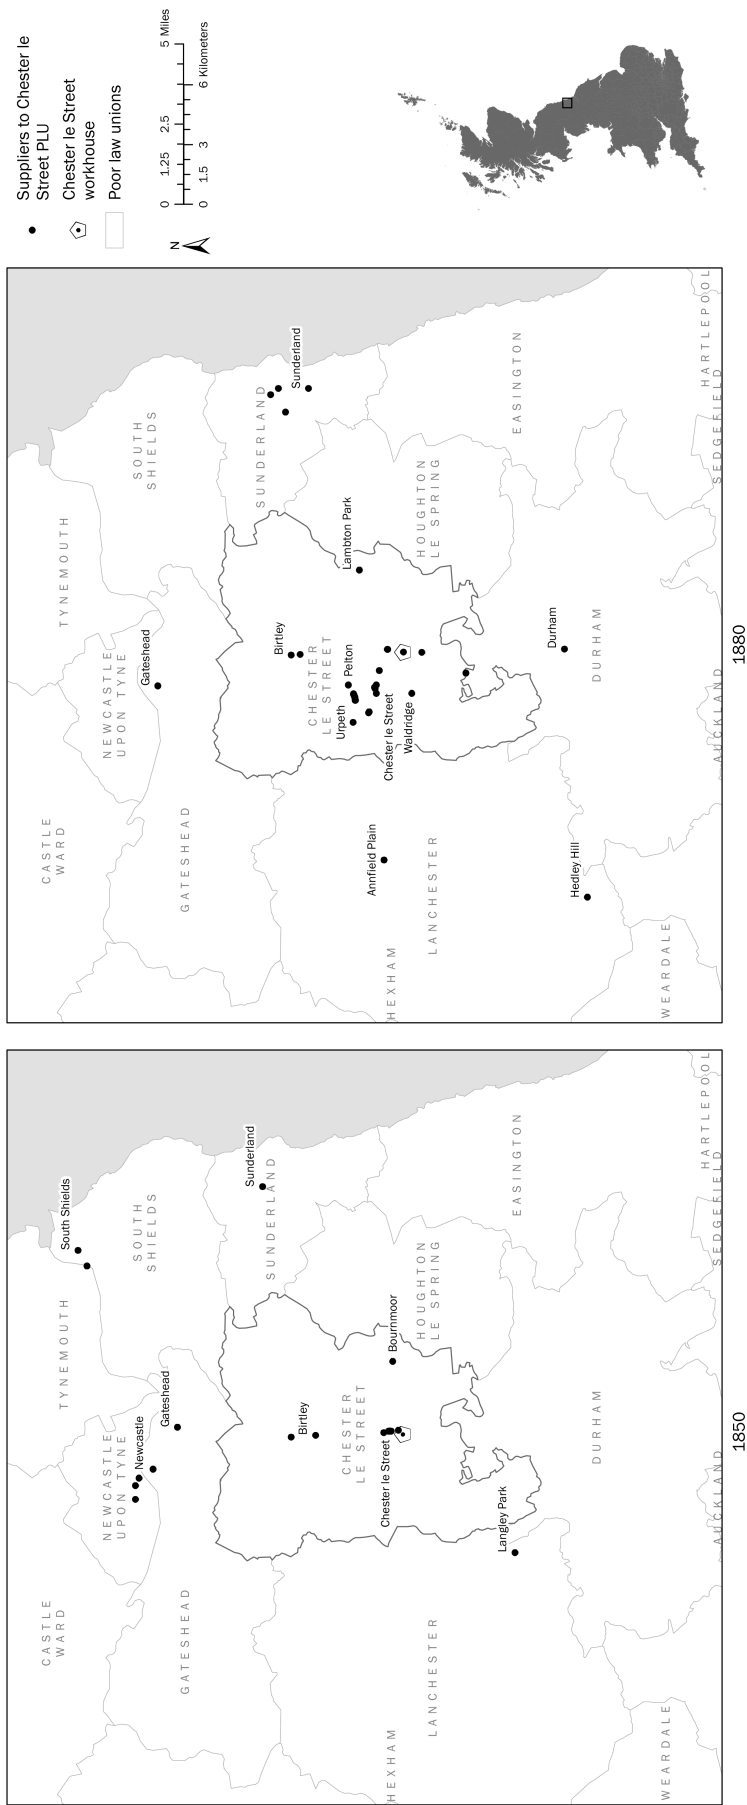 South Shields
TYNEMOUTH
SOUTH
SHIELDS
CASTLE
WARD
NEWCASTLE
UPON TYNE
Newcastle
Gateshead
GATESHEAD
Sunderland
SUNDERLAND
Birtley
CHESTER
LE STREET
Chester le Street
Bournmoor
HOUGHTON
LE SPRING
HEXHAM
LANCHESTER
Langley Park
EASINGTON
DURHAM
WEARDALE
AUCKLAND
SEDGEFIELD
HARTLEPOOL
1850
TYNEMOUTH
SOUTH
SHIELDS
CASTLE
WARD
NEWCASTLE
UPON TYNE
Gateshead
GATESHEAD
SUNDERLAND
Sunderland
Birtley
CHESTER
LE STREET
Urpeth
Pelton
Lambton Park
Chester le Street
Waldridge
HOUGHTON
LE SPRING
Annfield Plain
HEXHAM
LANCHESTER
EASINGTON
Durham
DURHAM
Hedley Hill
WEARDALE
AUCKLAND
SEDGEFIELD
HARTLEPOOL
1880
Suppliers to Chester le
Street PLU
Chester le Street
workhouse
Poor law unions
N
0 1.25 2.5 5 Miles
0 1.5 3 6 Kilometers